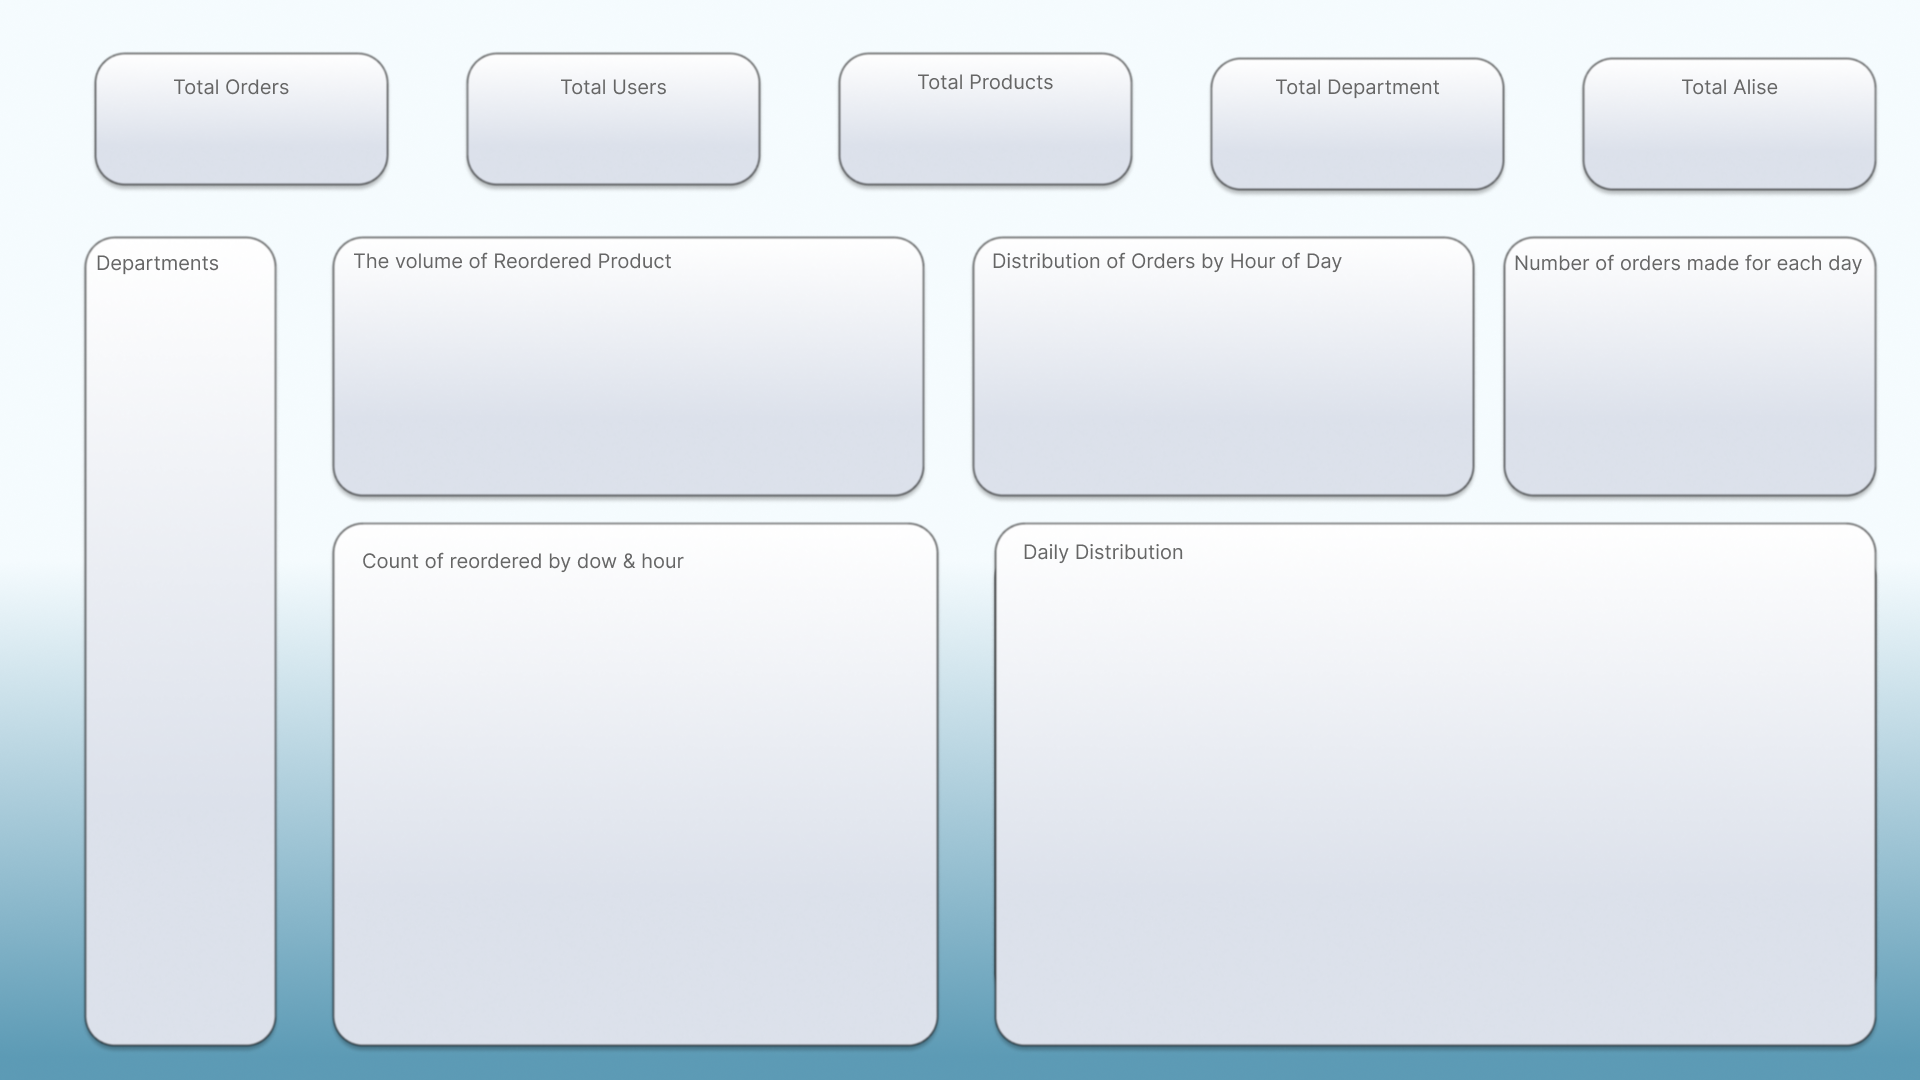 Total Orders
Total Users
Total Products
Total Department
Total Alise
Departments
The volume of Reordered Product
Distribution of Orders by Hour of Day
Number of orders made for each day
Count of reordered by dow & hour
Daily Distribution